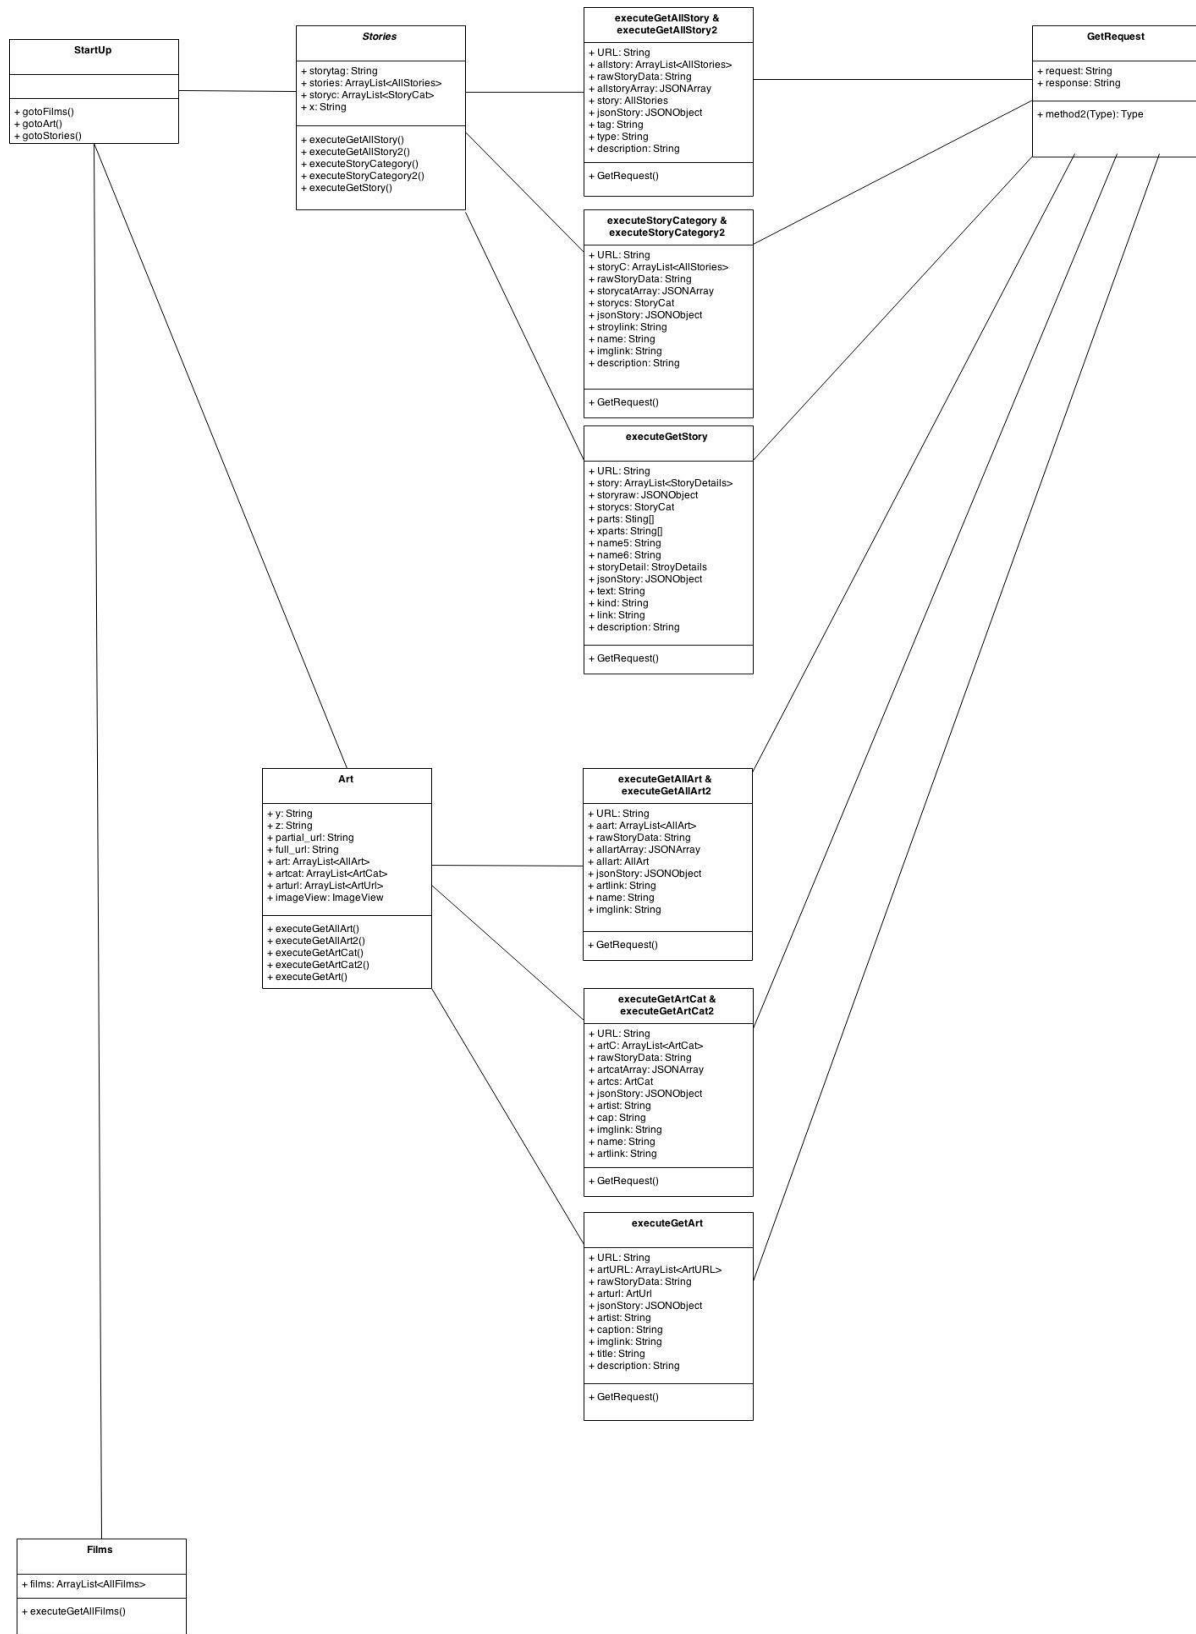 StartUp
+ gotoFilms()
+ gotoArt()
+ gotoStories()
Stories
+ storytag: String
+ stories: ArrayList<AllStories>
+ storyc: ArrayList<StoryCat>
+ x: String
+ executeGetAllStory()
+ executeGetAllStory2()
+ executeStoryCategory()
+ executeStoryCategory2()
+ executeGetStory()
executeGetAllStory &
executeGetAllStory2
+ URL: String
+ allstory: ArrayList<AllStories>
+ rawStoryData: String
+ allstoryArray: JSONArray
+ story: AllStories
+ jsonStory: JSONObject
+ tag: String
+ type: String
+ description: String
+ GetRequest()
GetRequest
+ request: String
+ response: String
+ method2(Type): Type
executeStoryCategory &
executeStoryCategory2
+ URL: String
+ storyC: ArrayList<AllStories>
+ rawStoryData: String
+ storycatArray: JSONArray
+ storycs: StoryCat
+ jsonStory: JSONObject
+ stroylink: String
+ name: String
+ imglink: String
+ description: String
+ GetRequest()
executeGetStory
+ URL: String
+ story: ArrayList<StoryDetails>
+ storyraw: JSONObject
+ storycs: StoryCat
+ parts: Sting[]
+ xparts: String[]
+ name5: String
+ name6: String
+ storyDetail: StroyDetails
+ jsonStory: JSONObject
+ text: String
+ kind: String
+ link: String
+ description: String
+ GetRequest()
Art
+ y: String
+ z: String
+ partial_url: String
+ full_url: String
+ art: ArrayList<AllArt>
+ artcat: ArrayList<ArtCat>
+ arturl: ArrayList<ArtUrl>
+ imageView: ImageView
+ executeGetAllArt()
+ executeGetAllArt2()
+ executeGetArtCat()
+ executeGetArtCat2()
+ executeGetArt()
executeGetAllArt &
executeGetAllArt2
+ URL: String
+ aart: ArrayList<AllArt>
+ rawStoryData: String
+ allartArray: JSONArray
+ allart: AllArt
+ jsonStory: JSONObject
+ artlink: String
+ name: String
+ imglink: String
+ GetRequest()
executeGetArtCat &
executeGetArtCat2
+ URL: String
+ artC: ArrayList<ArtCat>
+ rawStoryData: String
+ artcatArray: JSONArray
+ artcs: ArtCat
+ jsonStory: JSONObject
+ artist: String
+ cap: String
+ imglink: String
+ name: String
+ artlink: String
+ GetRequest()
executeGetArt
+ URL: String
+ artURL: ArrayList<ArtURL>
+ rawStoryData: String
+ arturl: ArtUrl
+ jsonStory: JSONObject
+ artist: String
+ caption: String
+ imglink: String
+ title: String
+ description: String
+ GetRequest()
Films
+ films: ArrayList<AllFilms>
+ executeGetAllFilms()